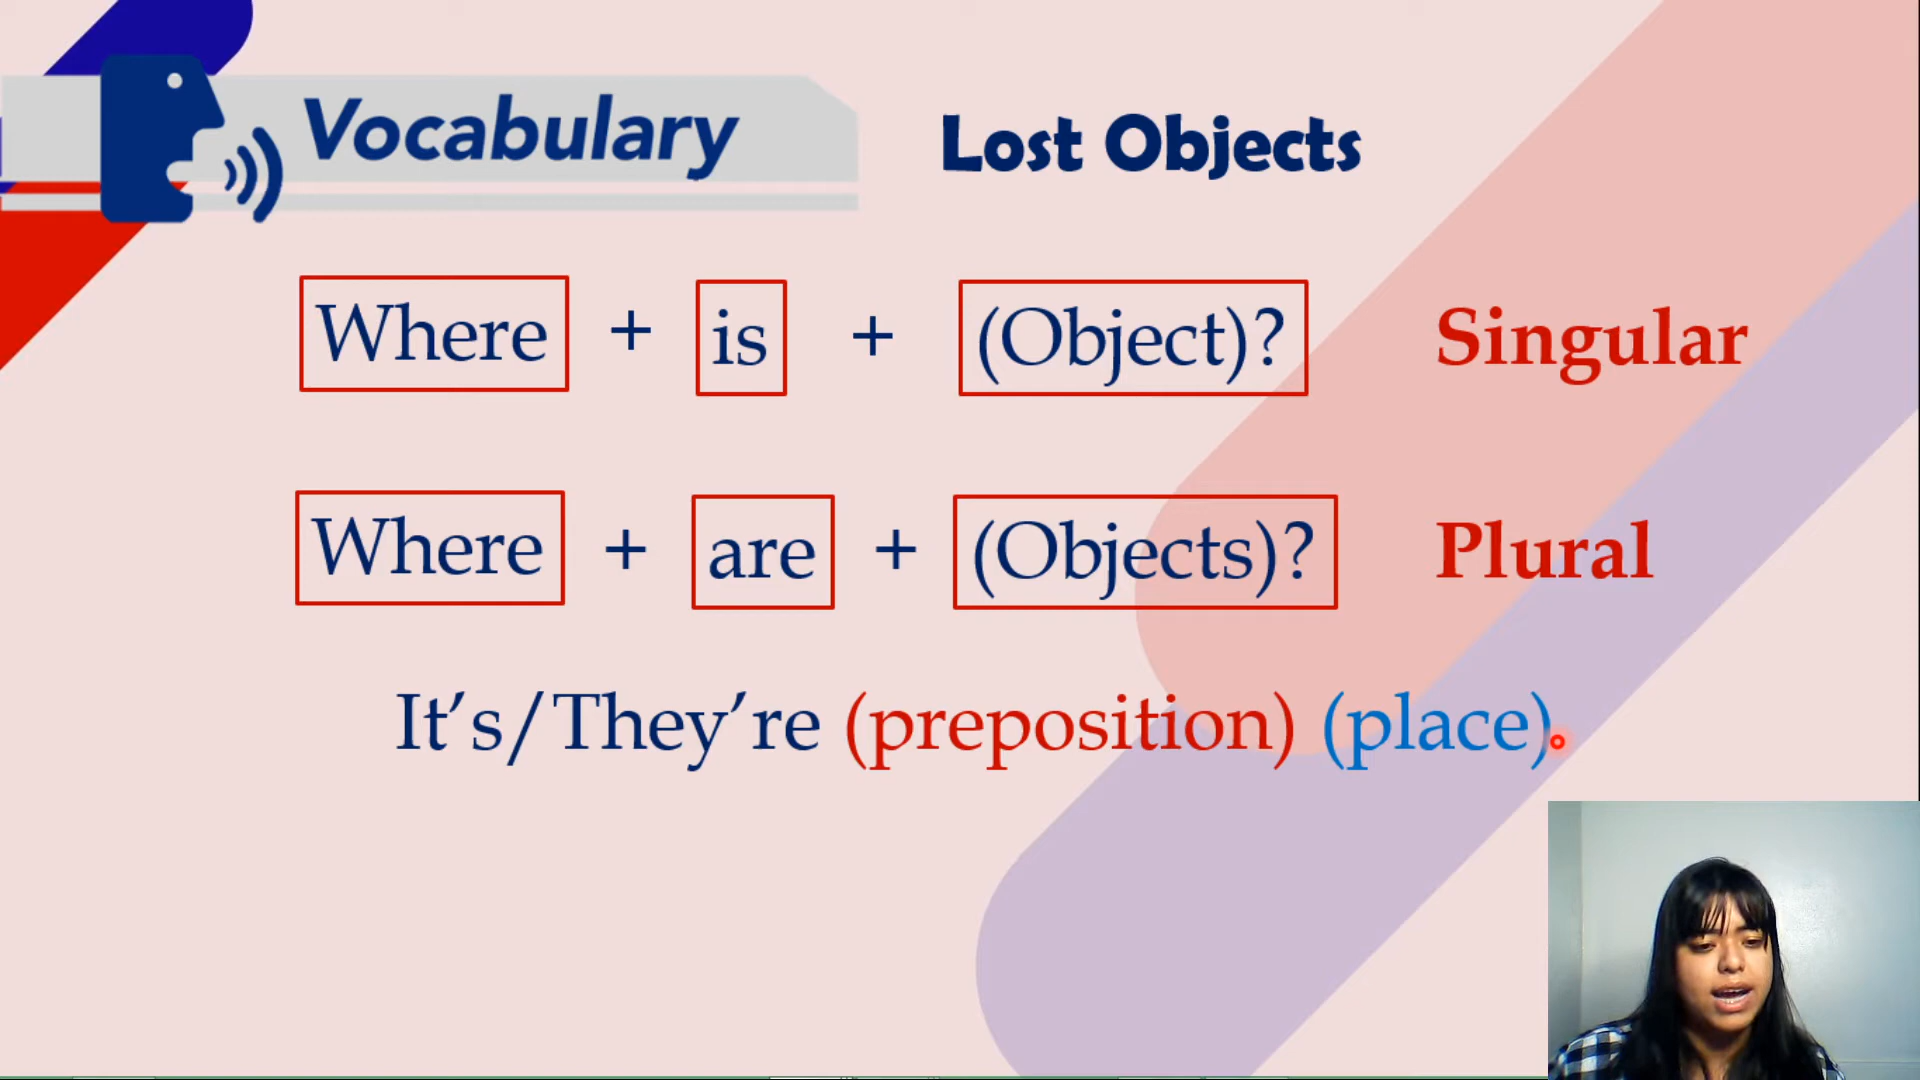 Vocabulary
Lost Objects
Where + is + (Object)? Singular
Where + are + (Objects)? Plural
It’s/They’re (preposition) (place).